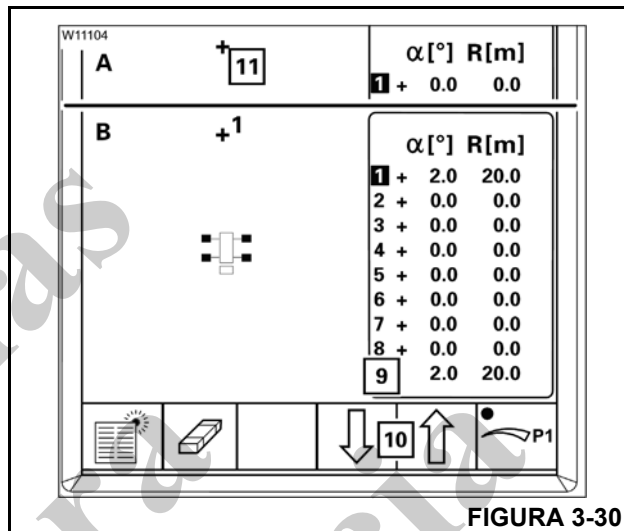 W11104
A + 11 α[°] R[m]
1 + 0.0 0.0
B +1 α[°] R[m]
1 + 2.0 20.0
2 + 0.0 0.0
3 + 0.0 0.0
4 + 0.0 0.0
5 + 0.0 0.0
6 + 0.0 0.0
7 + 0.0 0.0
8 + 0.0 0.0
9 2.0 20.0
10 P1
FIGURA 3-30